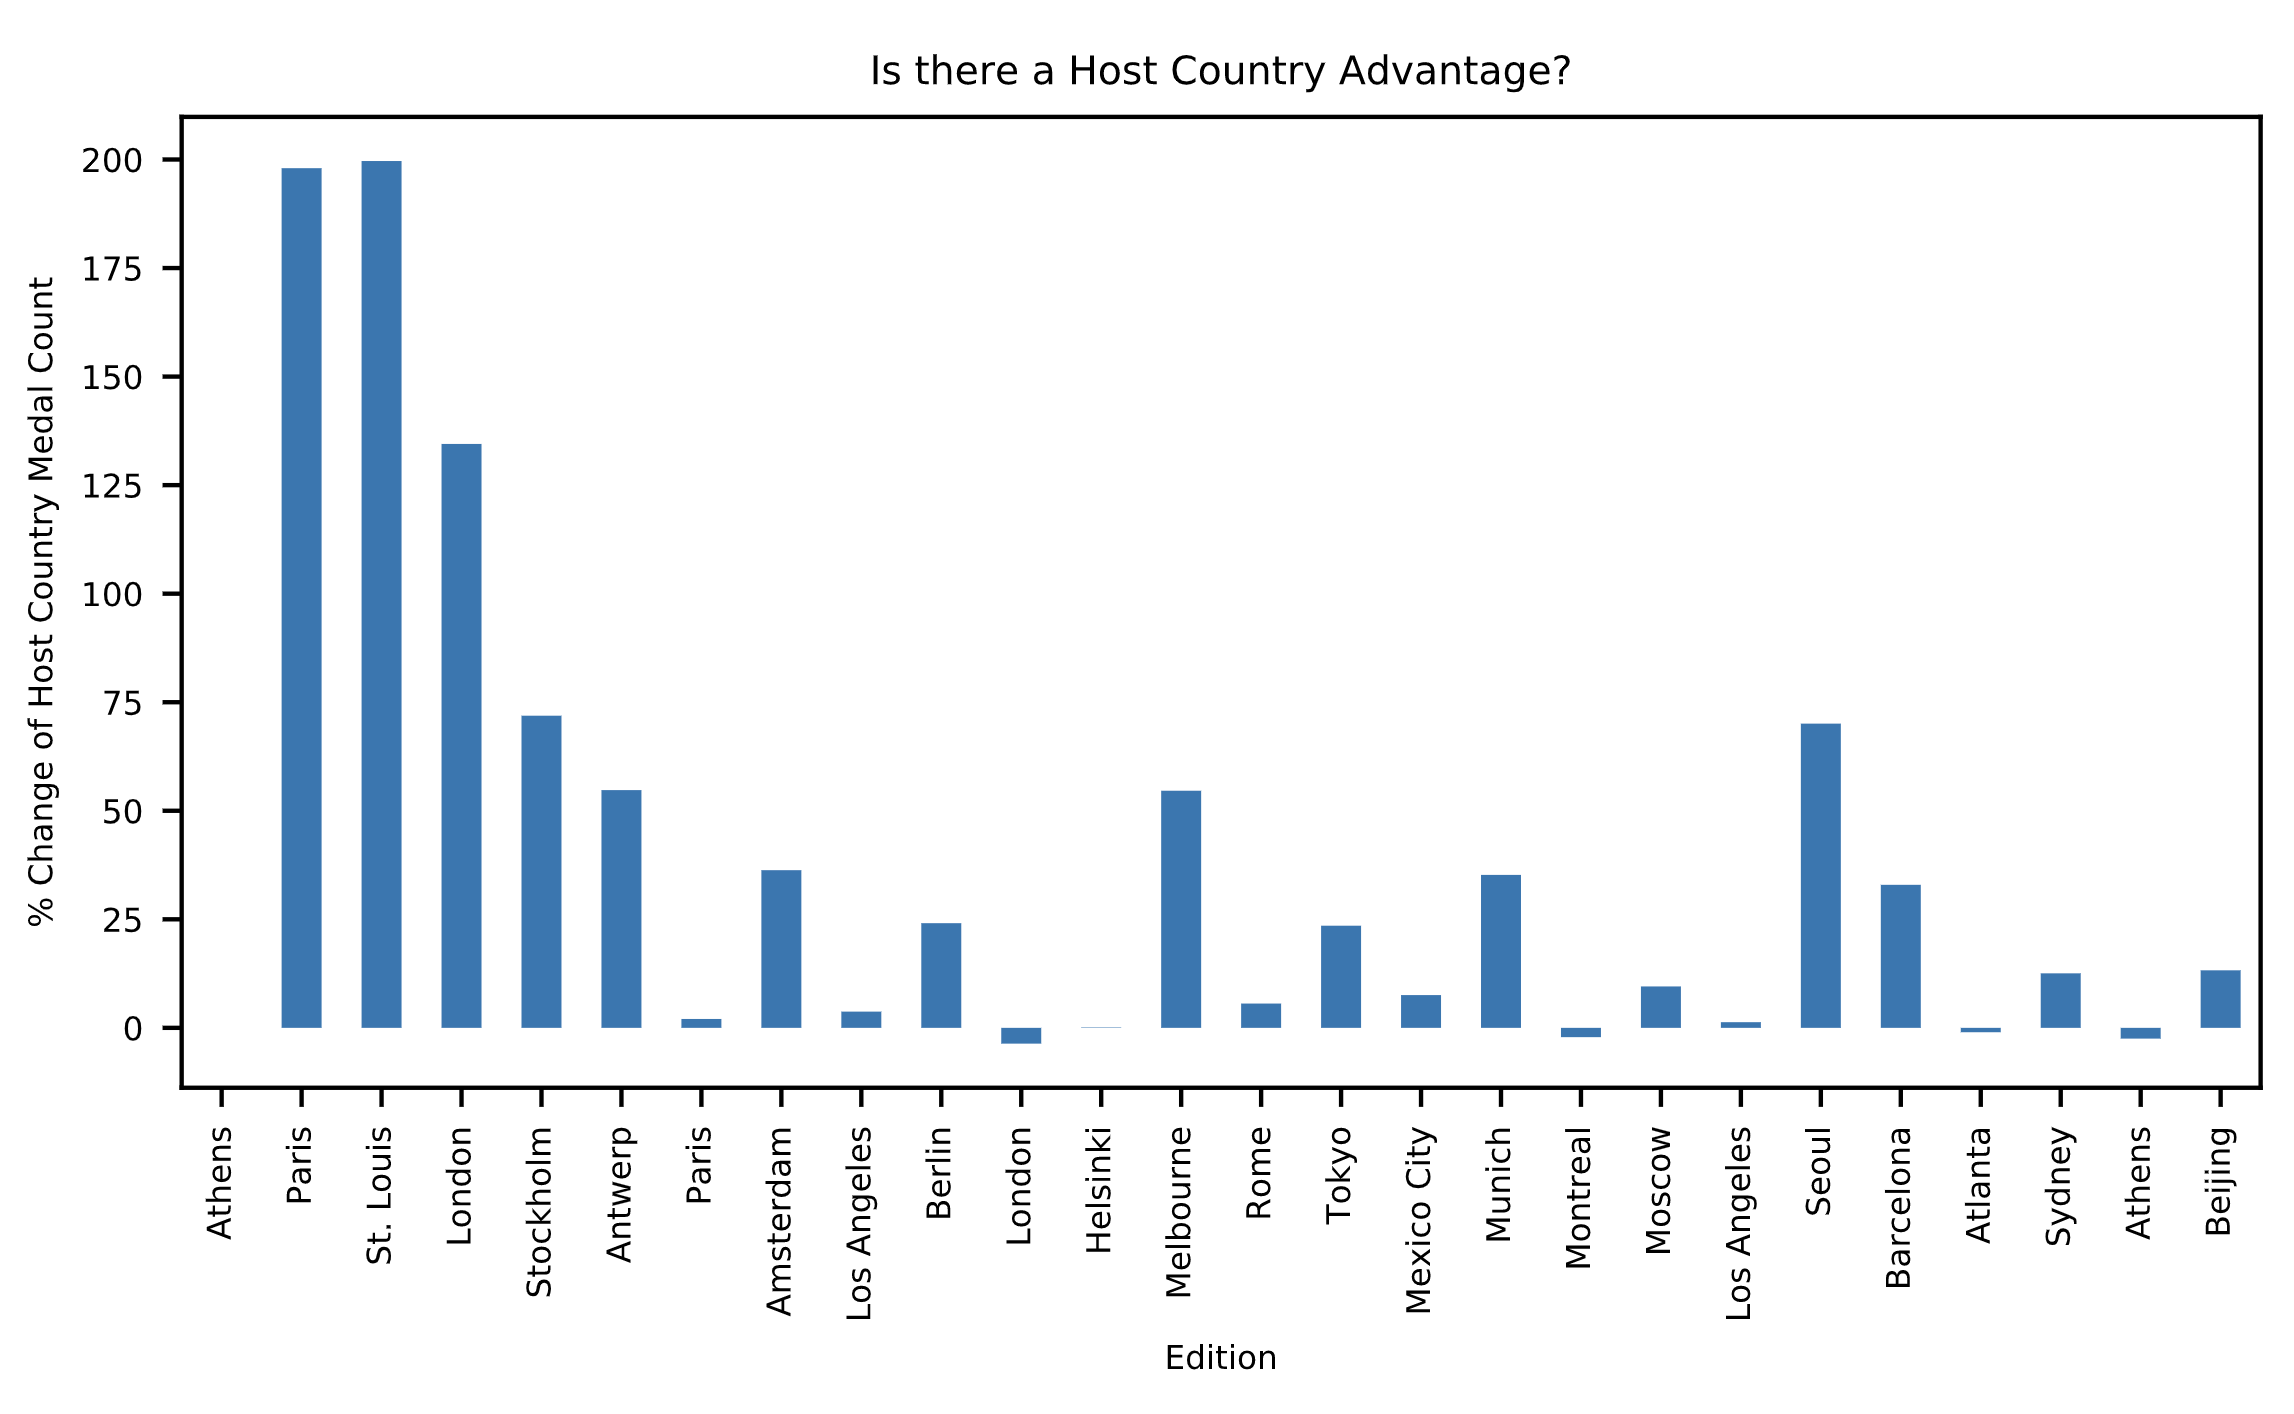 Is there a Host Country Advantage?
% Change of Host Country Medal Count
200
175
150
125
100
75
50
25
0
Athens
Paris
St. Louis
London
Stockholm
Antwerp
Paris
Amsterdam
Los Angeles
Berlin
London
Helsinki
Melbourne
Rome
Tokyo
Mexico City
Munich
Montreal
Moscow
Los Angeles
Seoul
Barcelona
Atlanta
Sydney
Athens
Beijing
Edition